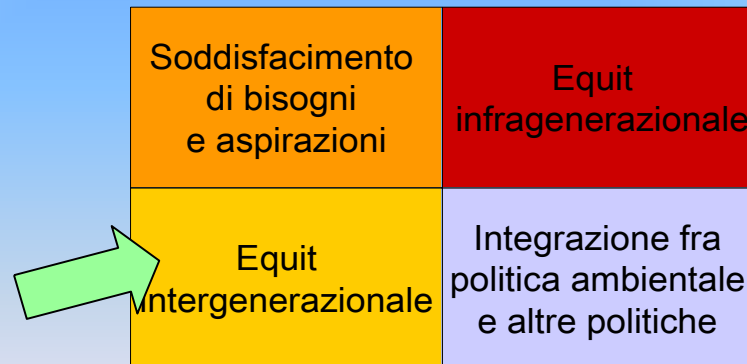 Soddisfacimento
di bisogni
e aspirazioni
Equit
infragenerazionale
Equit
intergenerazionale
Integrazione fra
politica ambientale
e altre politiche